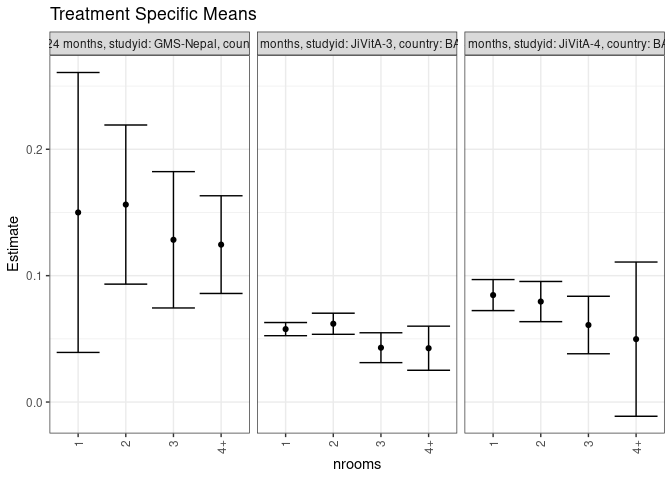 Treatment Specific Means
24 months, studyid: GMS-Nepal, coun
months, studyid: JiVitA-3, country: BA
months, studyid: JiVitA-4, country: BA
Estimate
0.2
0.1
0.0
1 2 3 4+
1 2 3 4+
1 2 3 4+
nrooms